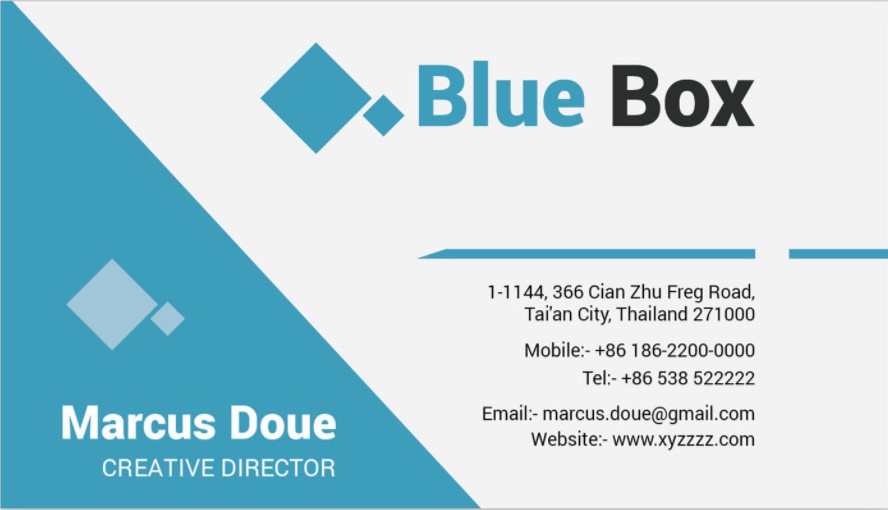 Blue Box
1-1144, 366 Cian Zhu Freg Road,
Tai'an City, Thailand 271000
Mobile:- +86 186-2200-0000
Tel:- +86 538 522222
Email:- marcus.doue@gmail.com
Website:- www.xyzzzz.com
Marcus Doue
CREATIVE DIRECTOR